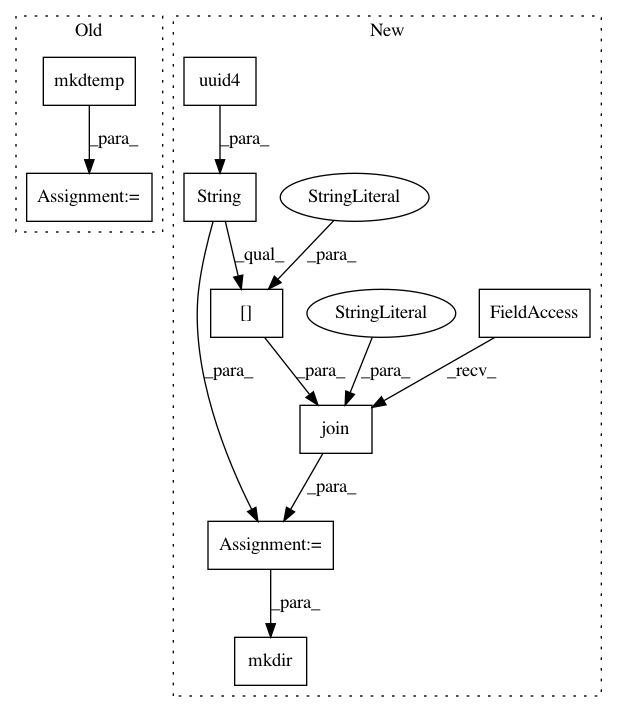 Old
New
mkdtemp
uuid4
_para_
_para_
Assignment:=
String
StringLiteral
_qual_
_para_
[]
StringLiteral
FieldAccess
_para_
_para_
_para_
_recv_
join
_para_
Assignment:=
_para_
mkdir